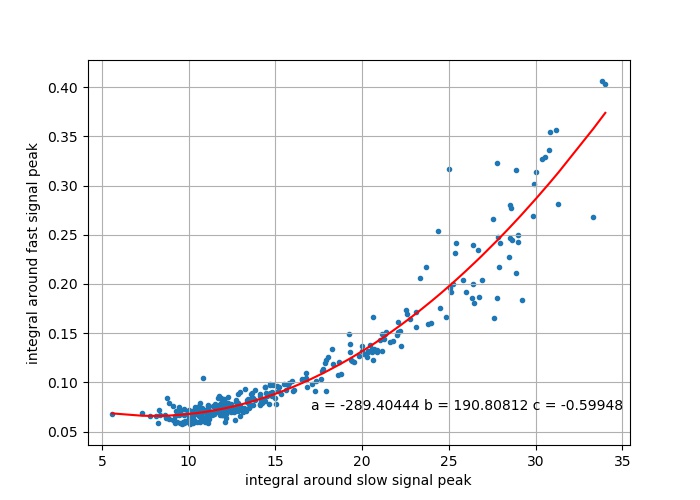 0.40
0.35
0.30
0.25
0.20
0.15
0.10
0.05
integral around fast signal peak
a = -289.40444 b = 190.80812 c = -0.59948
5 10 15 20 25 30 35
integral around slow signal peak